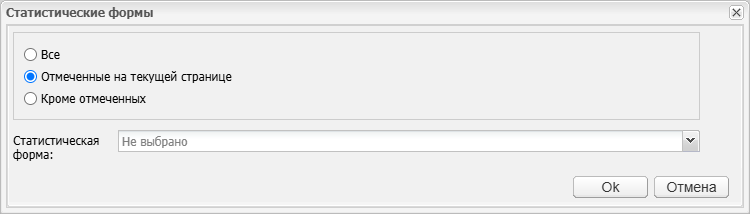 Статистические формы
Все
Отмеченные на текущей странице
Кроме отмеченных
Статистическая
форма:
Не выбрано
Ok
Отмена